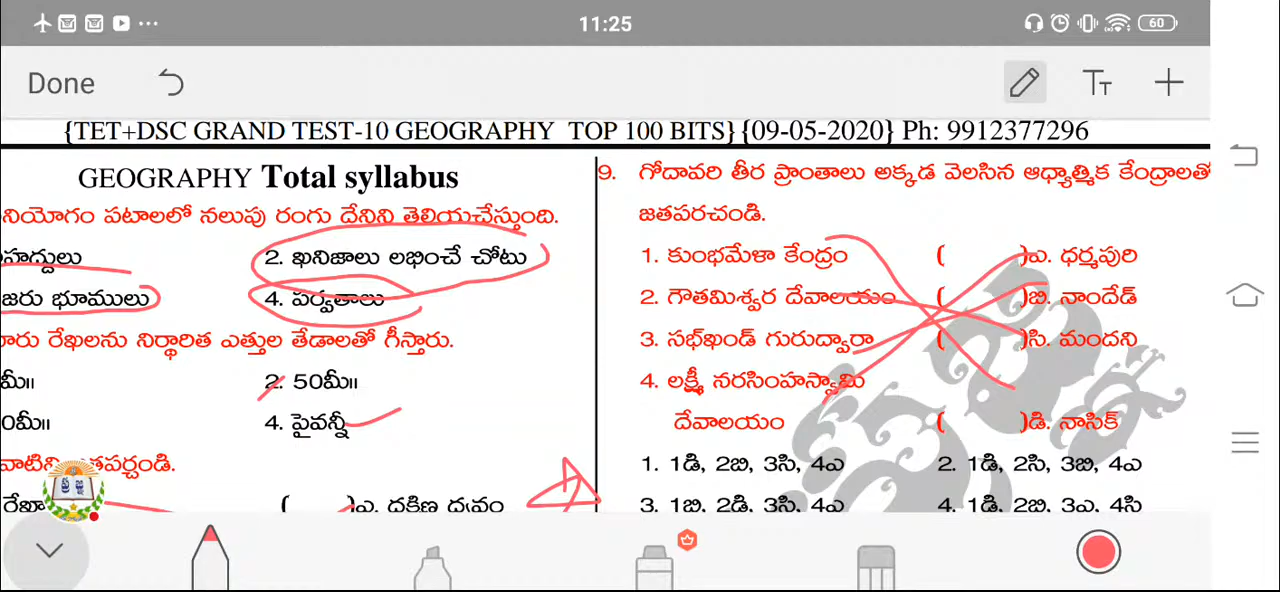 11:25
60
Done
{TET+DSC GRAND TEST-10 GEOGRAPHY TOP 100 BITS} {09-05-2020} Ph: 9912377296
GEOGRAPHY Total syllabus
నియోగం పటాలలో నలుపు రంగు దేనిని తెలియచేస్తుంది.
హద్దులు 2. ఖనిజాలు లభించే చోటు
జరు భూములు 4. పర్వతాలు
రేఖలను నిర్థారిత ఎత్తుల తేడాలతో గీస్తారు.
మీ॥ 2. 50మీ॥
0మీ॥ 4. పైవన్నీ
( )ఎ. దక్షిణ ధ్రువం
9. గోదావరి తీర ప్రాంతాలు అక్కడ వెలసిన ఆధ్యాత్మిక కేంద్రాలతో
జతపరచండి.
1. కుంభమేళా కేంద్రం ( )ఎ. ధర్మపురి
2. గౌతమిశ్వర దేవాలయం ( )బి. నాందేడ్
3. సభ్‌ఖండ్ గురుద్వారా ( )సి. మందని
4. లక్ష్మీ నరసింహస్వామి
దేవాలయం ( )డి. నాసిక్
1. 1డి, 2బి, 3సి, 4ఎ 2. 1డి, 2సి, 3బి, 4ఎ
3. 1బి, 2డి, 3సి, 4ఎ 4. 1డి, 2బి, 3ఎ, 4సి